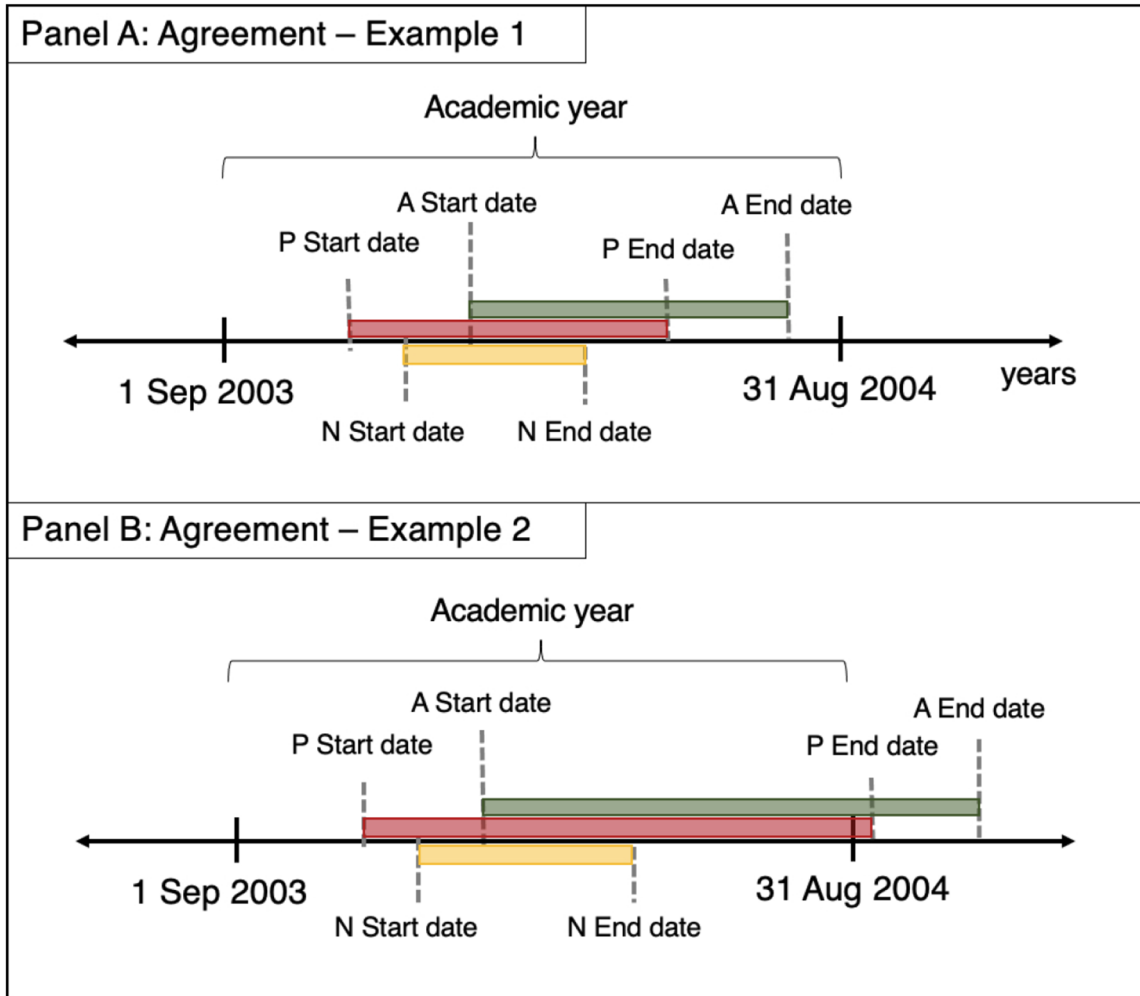 Panel A: Agreement – Example 1
Academic year
A Start date
A End date
P Start date
P End date
1 Sep 2003
31 Aug 2004
years
N Start date
N End date
Panel B: Agreement – Example 2
Academic year
A Start date
A End date
P Start date
P End date
1 Sep 2003
31 Aug 2004
N Start date
N End date